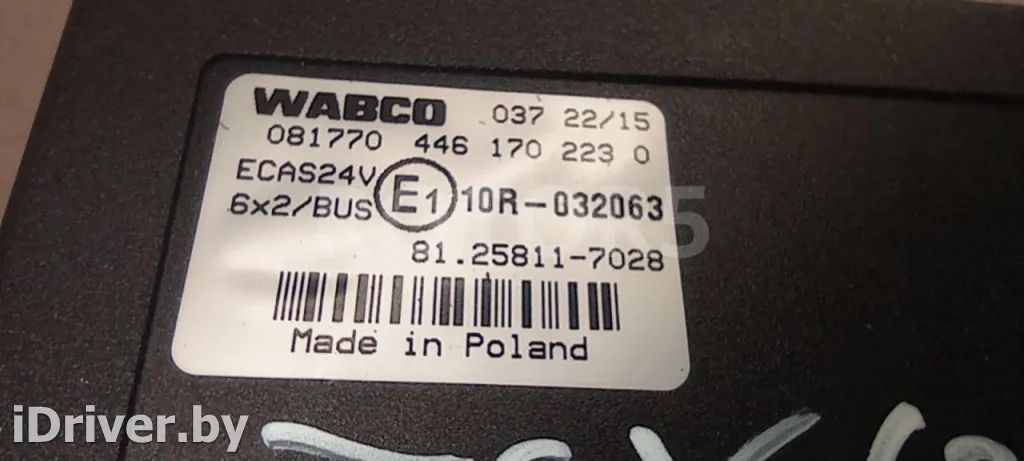 WABCO 037 22/15
081770 446 170 223 0
ECAS24V
6x2/BUS E1 10R-032063
81.25811-7028
Made in Poland
iDriver.by